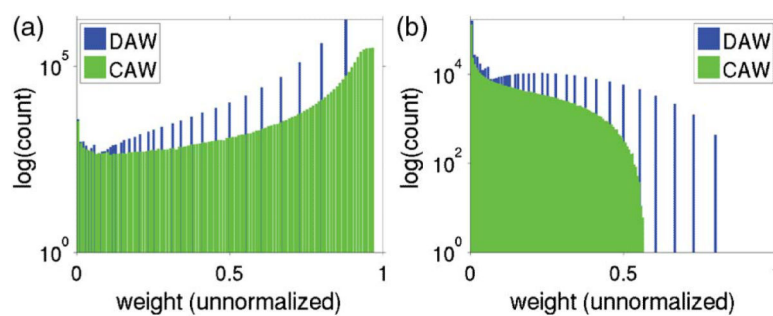 (a)
DAW
CAW
10^5
log(count)
10^0
0
0.5
1
weight (unnormalized)
(b)
DAW
CAW
10^4
10^2
log(count)
10^0
0
0.5
weight (unnormalized)